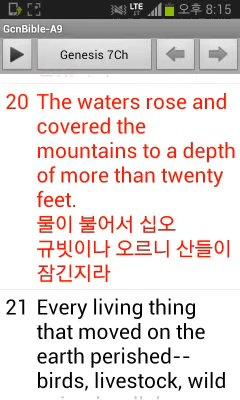 LTE 오후 8:15
GcnBible-A9
Genesis 7Ch
20 The waters rose and
covered the
mountains to a depth
of more than twenty
feet.
물이 불어서 십오
규빗이나 오르니 산들이
잠긴지라
21 Every living thing
that moved on the
earth perished--
birds, livestock, wild